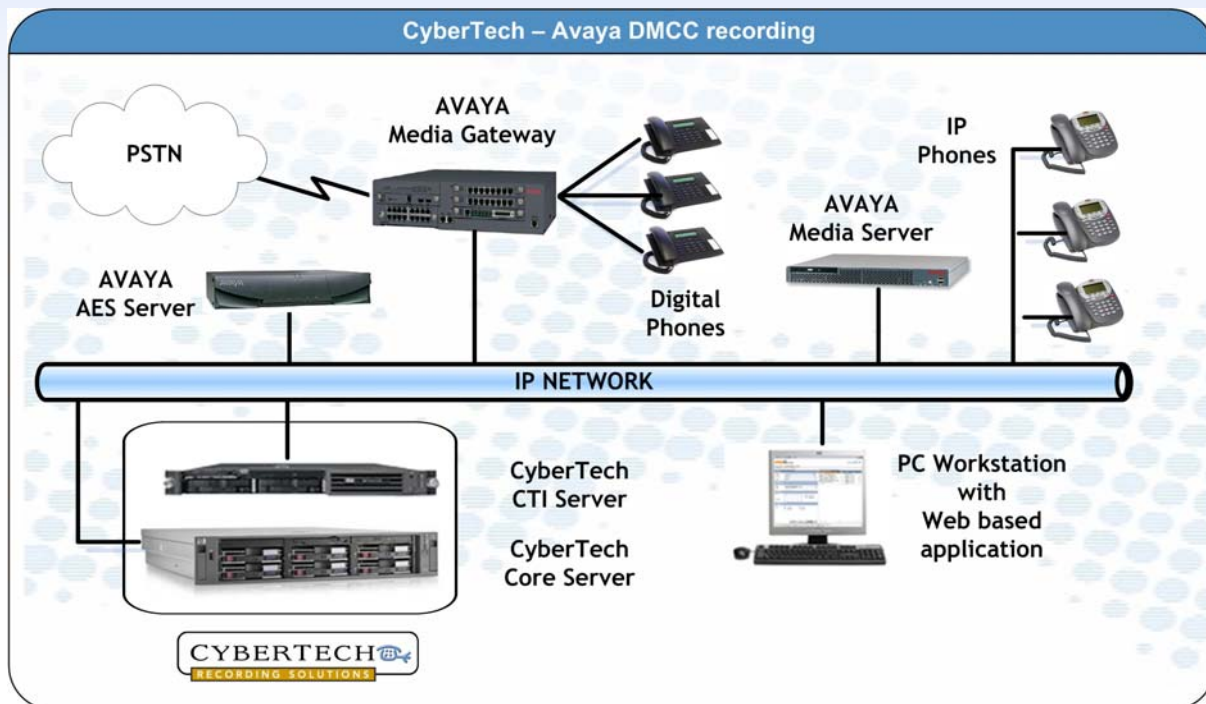 CyberTech – Avaya DMCC recording
PSTN
AVAYA
Media Gateway
IP
Phones
AVAYA
Media Server
AVAYA
AES Server
Digital
Phones
IP NETWORK
CyberTech
CTI Server
CyberTech
Core Server
PC Workstation
with
Web based
application
CYBERTECH
RECORDING SOLUTIONS